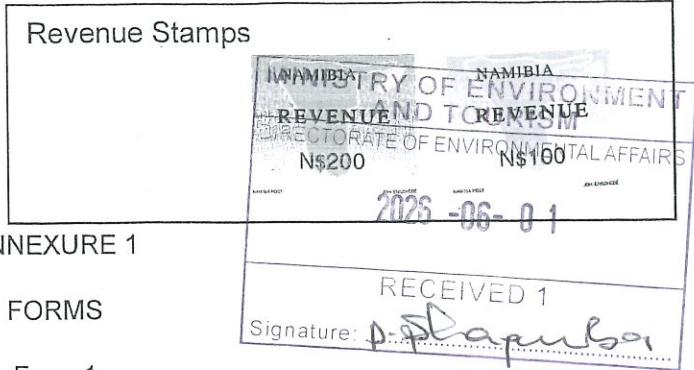 Revenue Stamps
NAMIBIA
REVENUE
N$200
NAMIBIA
REVENUE
N$100
MINISTRY OF ENVIRONMENT
AND TOURISM
DIRECTORATE OF ENVIRONMENTAL AFFAIRS
2026 -06- 01
RECEIVED 1
Signature:
NNEXURE 1
FORMS